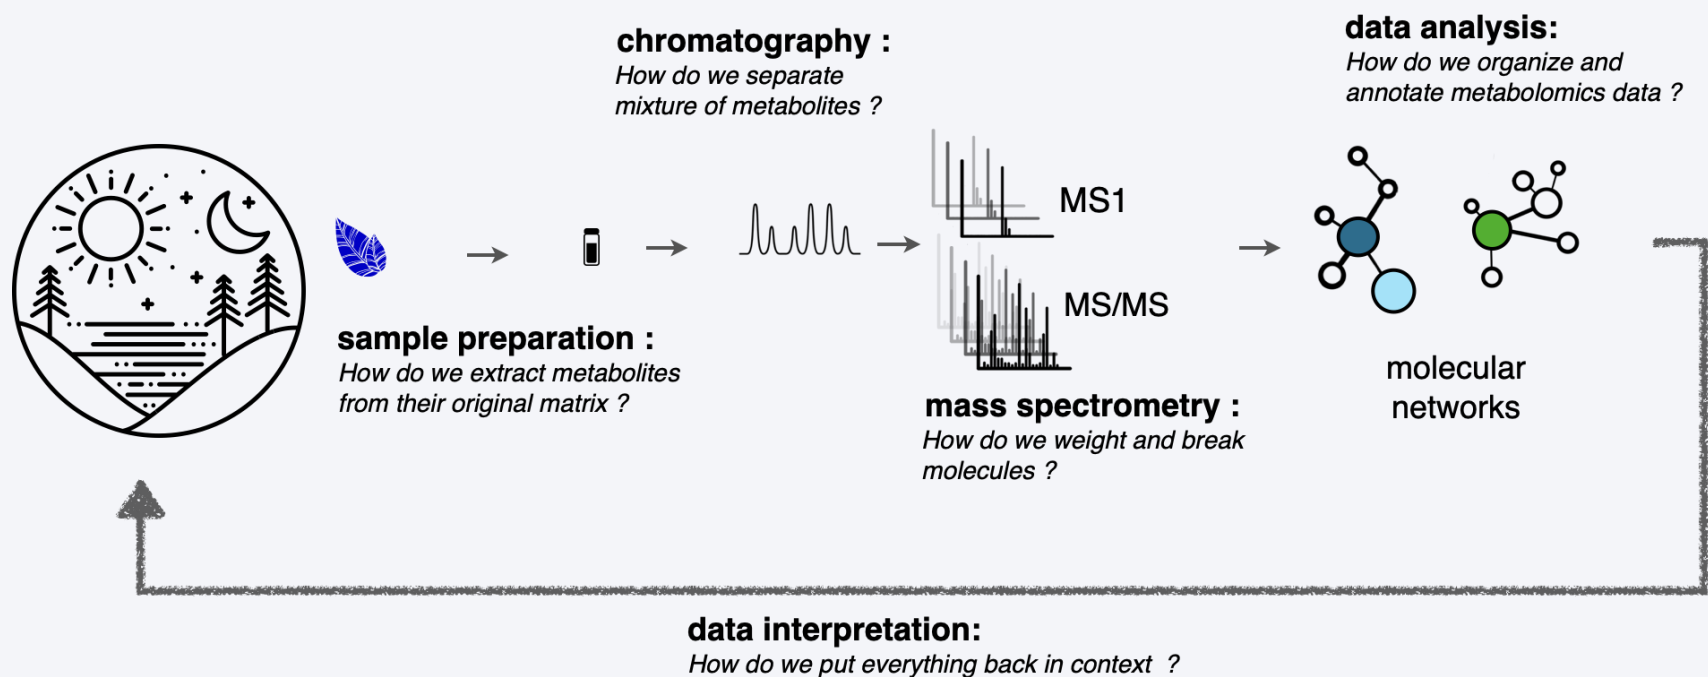 chromatography :
How do we separate
mixture of metabolites ?
data analysis:
How do we organize and
annotate metabolomics data ?
MS1
MS/MS
sample preparation :
How do we extract metabolites
from their original matrix ?
mass spectrometry :
How do we weight and break
molecules ?
molecular
networks
data interpretation:
How do we put everything back in context ?